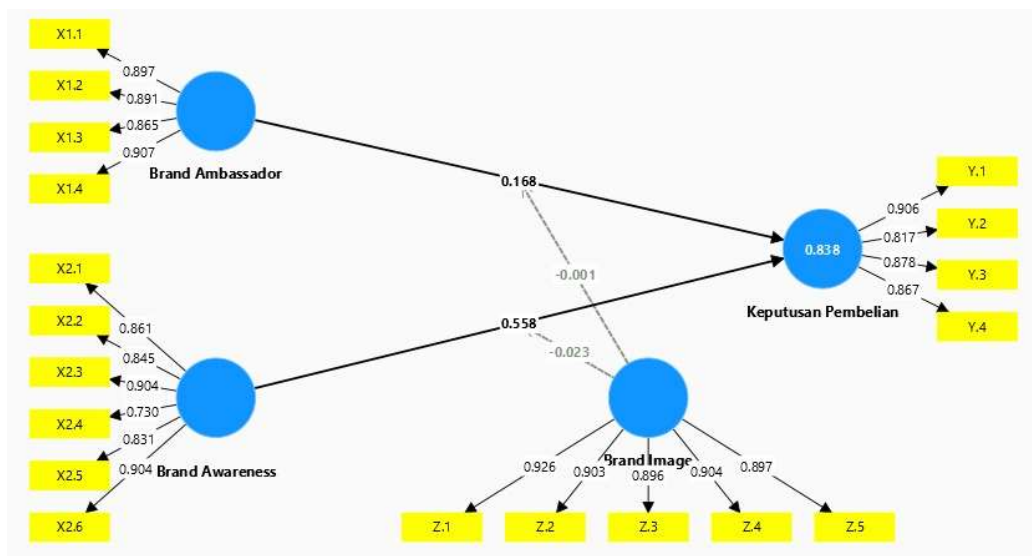 X1.1
0.897
X1.2
0.891
X1.3
0.865
X1.4
0.907
Brand Ambassador
0.168
Y.1
0.906
Y.2
0.817
0.838
Y.3
0.878
Y.4
0.867
Keputusan Pembelian
-0.001
X2.1
0.861
X2.2
0.845
X2.3
0.904
X2.4
0.730
X2.5
0.831
X2.6
0.904
Brand Awareness
0.558
-0.023
Brand Image
0.926
0.903
0.896
0.904
0.897
Z.1
Z.2
Z.3
Z.4
Z.5